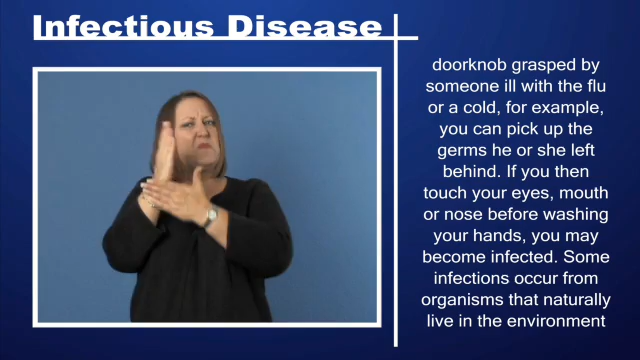 Infectious Disease
doorknob grasped by
someone ill with the flu
or a cold, for example,
you can pick up the
germs he or she left
behind. If you then
touch your eyes, mouth
or nose before washing
your hands, you may
become infected. Some
infections occur from
organisms that naturally
live in the environment